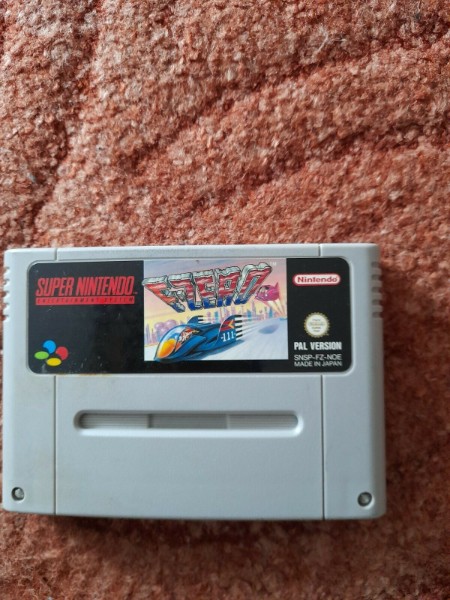 SUPER NINTENDO
ENTERTAINMENT SYSTEM
F-ZERO
Nintendo
PAL VERSION
SNSP-FZ-NOE
MADE IN JAPAN